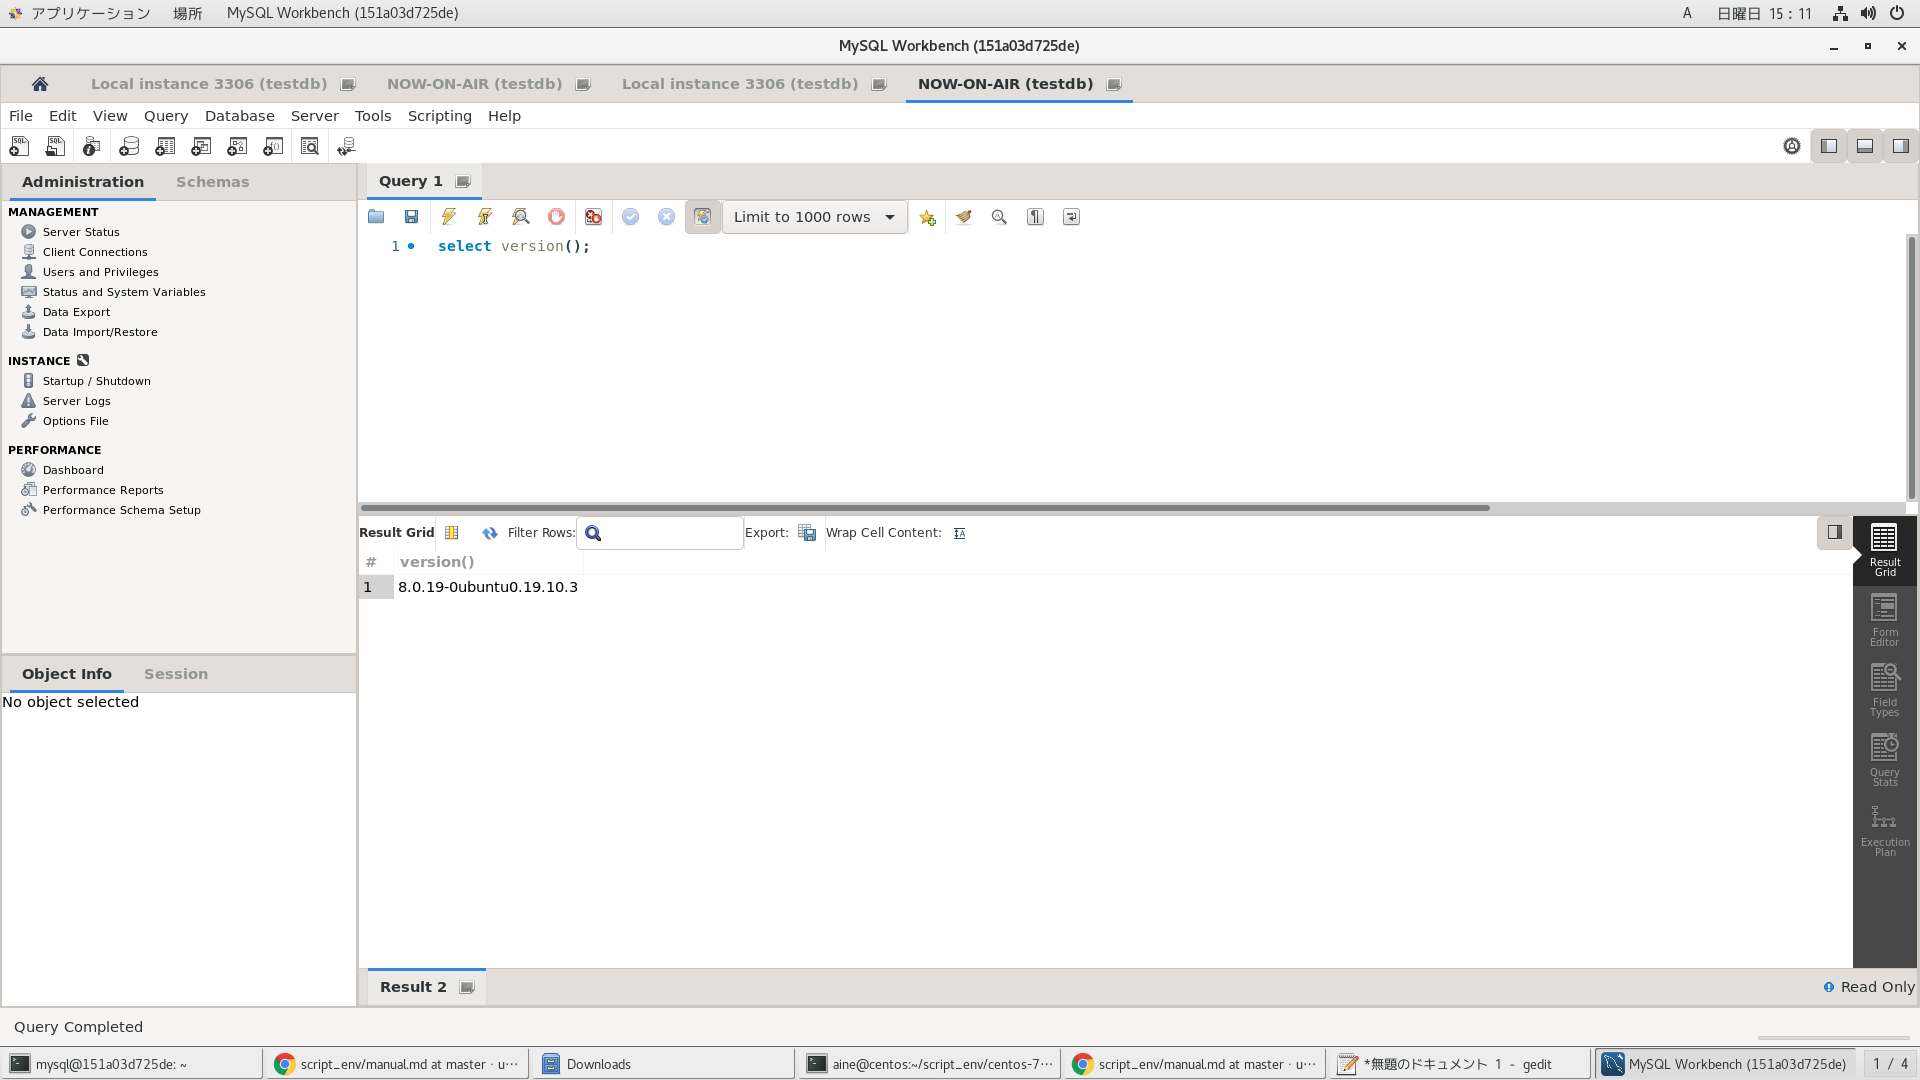 アプリケーション 場所 MySQL Workbench (151a03d725de) A 日曜日 15：11
MySQL Workbench (151a03d725de)
Local instance 3306 (testdb) NOW-ON-AIR (testdb) Local instance 3306 (testdb) NOW-ON-AIR (testdb)
File Edit View Query Database Server Tools Scripting Help
Administration Schemas
Query 1
MANAGEMENT
Server Status
Client Connections
Users and Privileges
Status and System Variables
Data Export
Data Import/Restore
INSTANCE
Startup / Shutdown
Server Logs
Options File
PERFORMANCE
Dashboard
Performance Reports
Performance Schema Setup
Limit to 1000 rows
1 select version();
Result Grid Filter Rows: Export: Wrap Cell Content:
# version()
1 8.0.19-0ubuntu0.19.10.3
Result
Grid
Form
Editor
Field
Types
Query
Stats
Execution
Plan
Object Info Session
No object selected
Result 2 Read Only
Query Completed
mysql@151a03d725de: ~ script_env/manual.md at master · u… Downloads aine@centos:~/script_env/centos-7… script_env/manual.md at master · u… *無題のドキュメント 1 - gedit MySQL Workbench (151a03d725de) 1 / 4